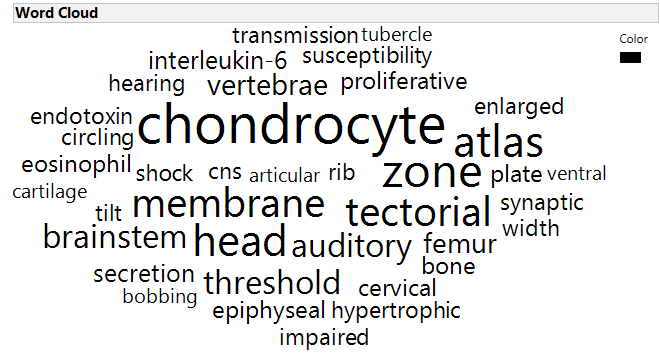 Word Cloud
Color
transmission tubercle
interleukin-6 susceptibility
hearing vertebrae proliferative
endotoxin chondrocyte enlarged
circling atlas
eosinophil shock cns articular rib zone plate ventral
cartilage tilt membrane tectorial synaptic
brainstem head auditory femur width
secretion threshold cervical bone
bobbing epiphyseal hypertrophic
impaired